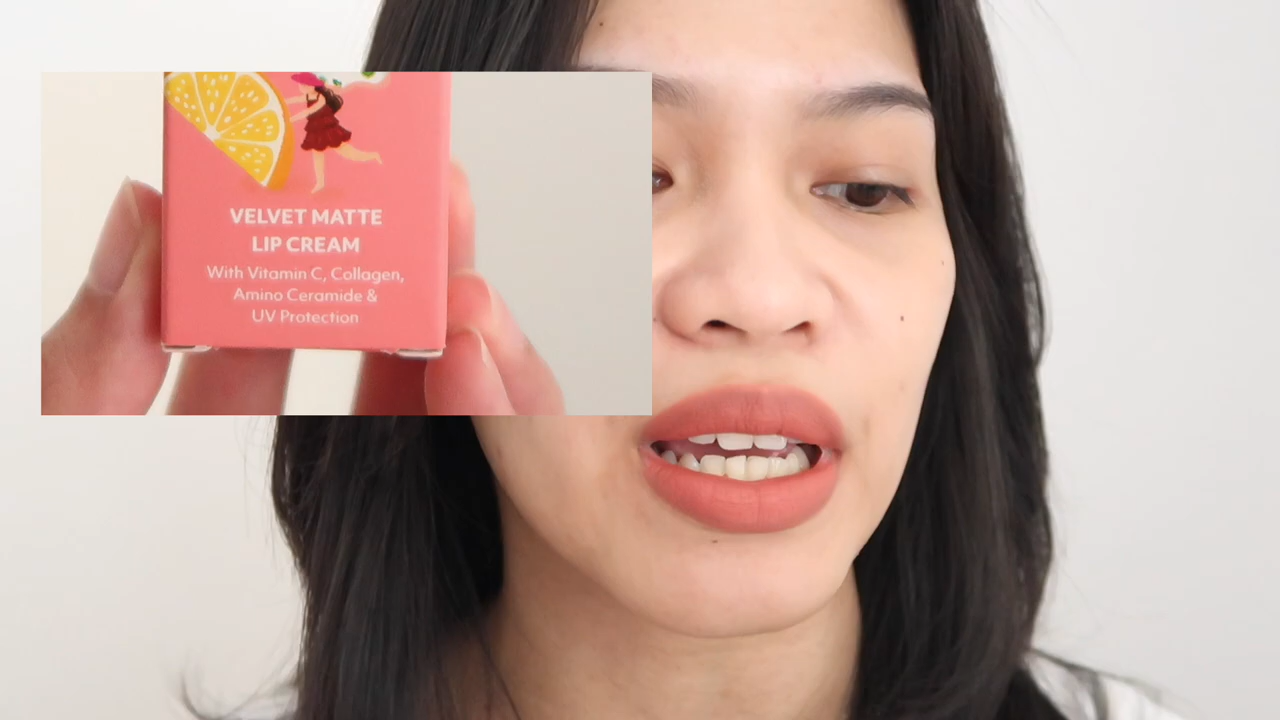 VELVET MATTE
LIP CREAM
With Vitamin C, Collagen,
Amino Ceramide &
UV Protection